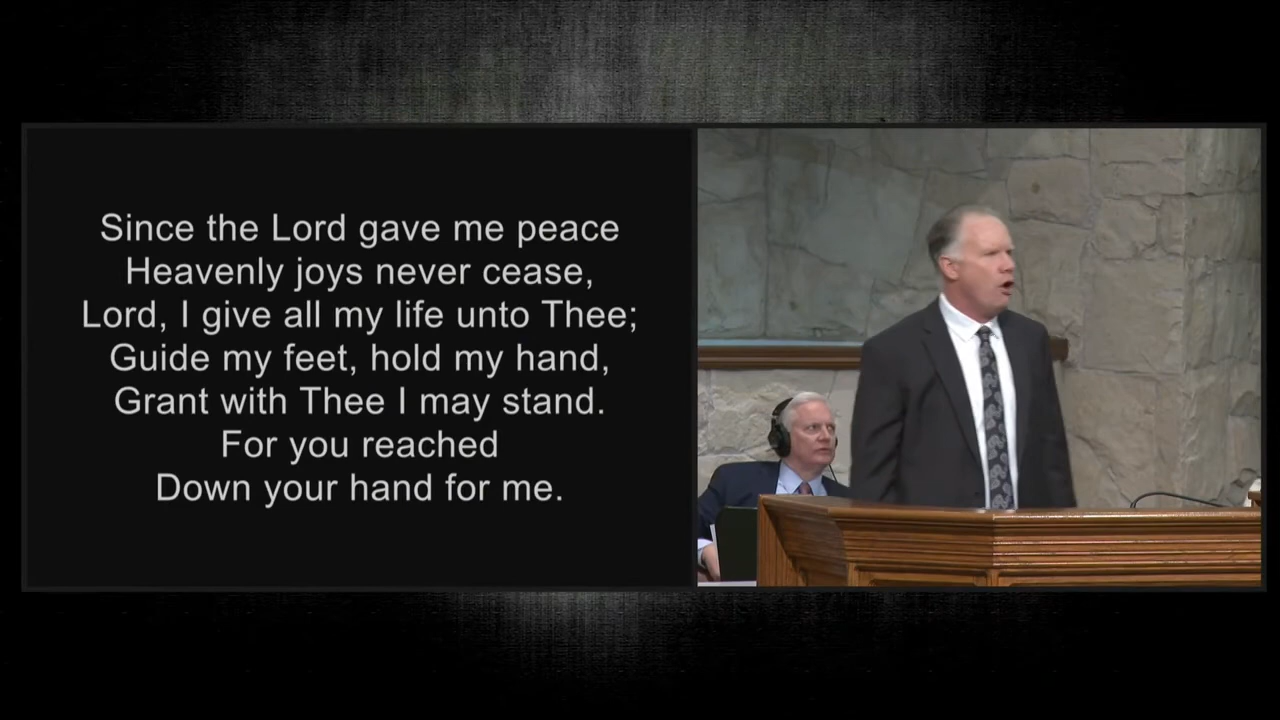 Since the Lord gave me peace
Heavenly joys never cease,
Lord, I give all my life unto Thee;
Guide my feet, hold my hand,
Grant with Thee I may stand.
For you reached
Down your hand for me.